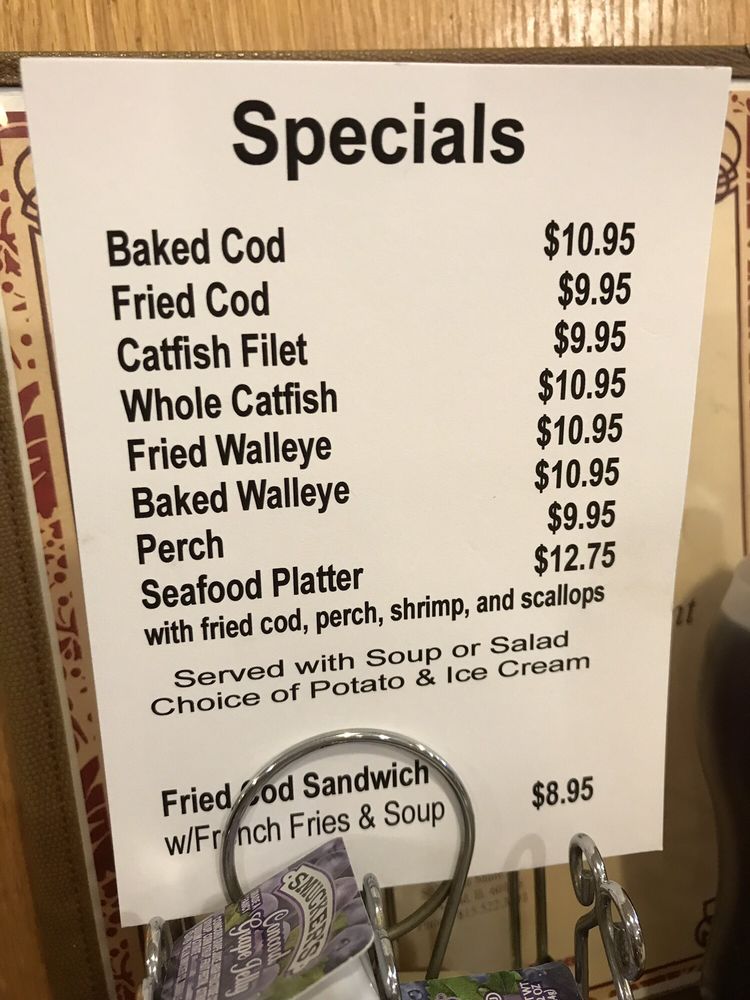 Specials
Baked Cod $10.95
Fried Cod $9.95
Catfish Filet $9.95
Whole Catfish $10.95
Fried Walleye $10.95
Baked Walleye $10.95
Perch $9.95
Seafood Platter $12.75
with fried cod, perch, shrimp, and scallops
Served with Soup or Salad
Choice of Potato & Ice Cream
Fried Cod Sandwich $8.95
w/French Fries & Soup
SMUCKER'S
Concord
Grape Jelly